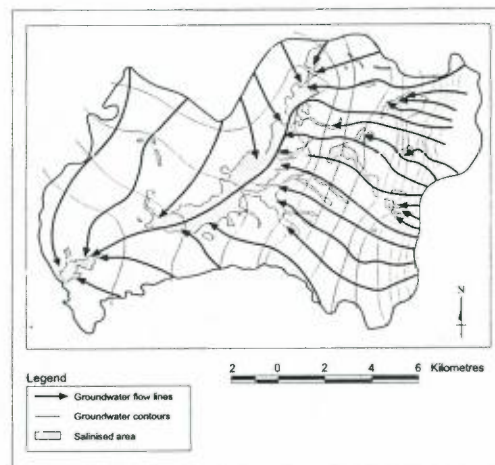 N
2 0 2 4 6 Kilometres
Legend
Groundwater flow lines
Groundwater contours
Salinised area